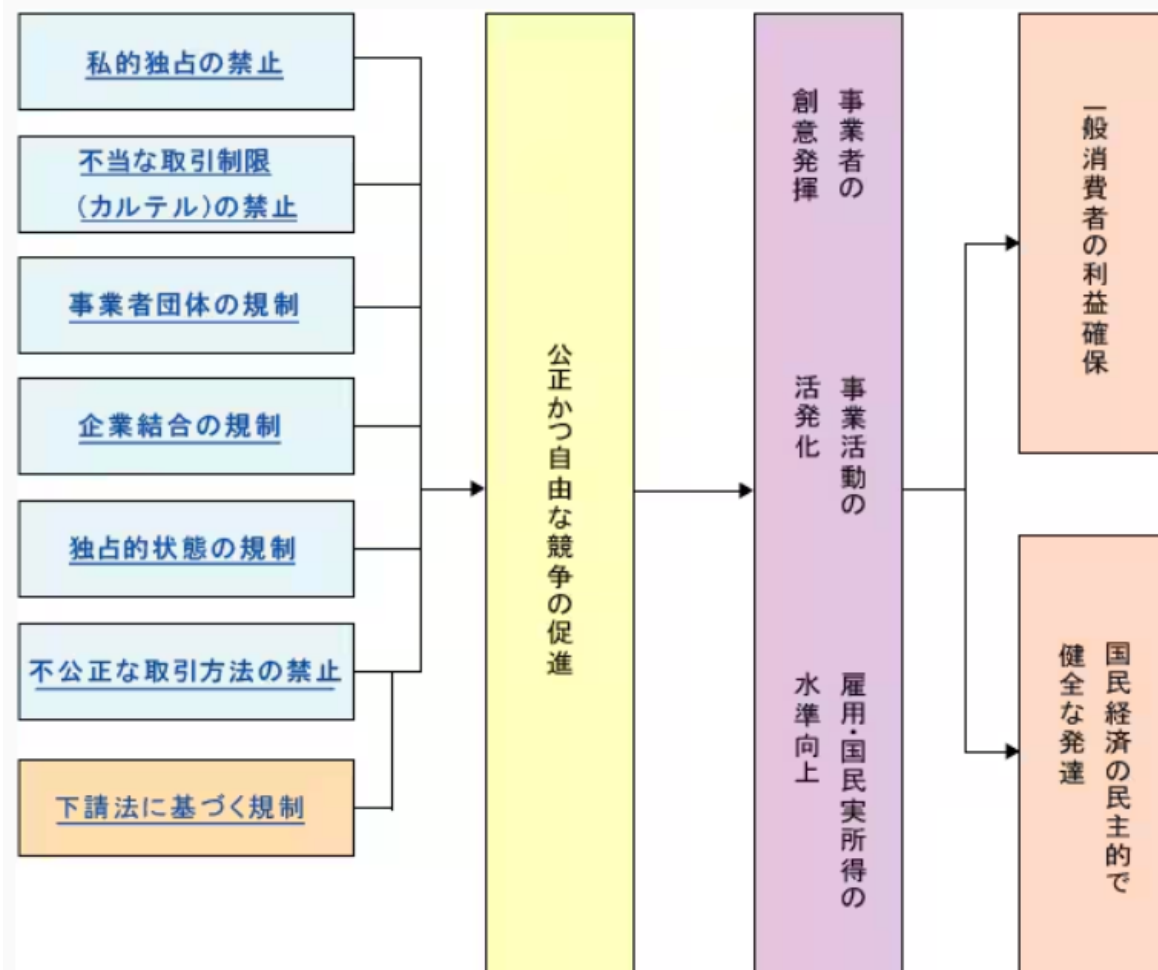 私的独占の禁止
不当な取引制限
(カルテル)の禁止
事業者団体の規制
企業結合の規制
独占的状態の規制
不公正な取引方法の禁止
下請法に基づく規制
公正かつ自由な競争の促進
事業者の
創意発揮
事業活動の
活発化
雇用・国民実所得の
水準向上
一般消費者の利益確保
国民経済の民主的で
健全な発達